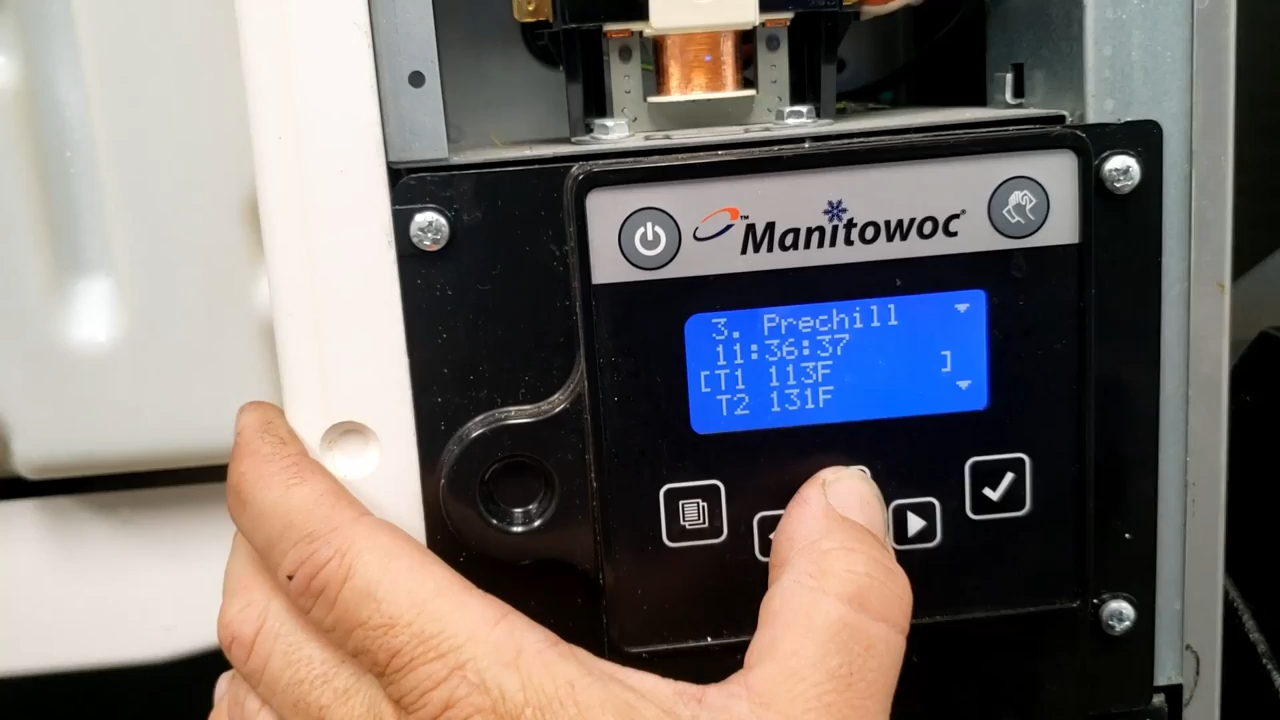 Manitowoc®
3. Prechill
11:36:37
[T1 113F ]
T2 131F